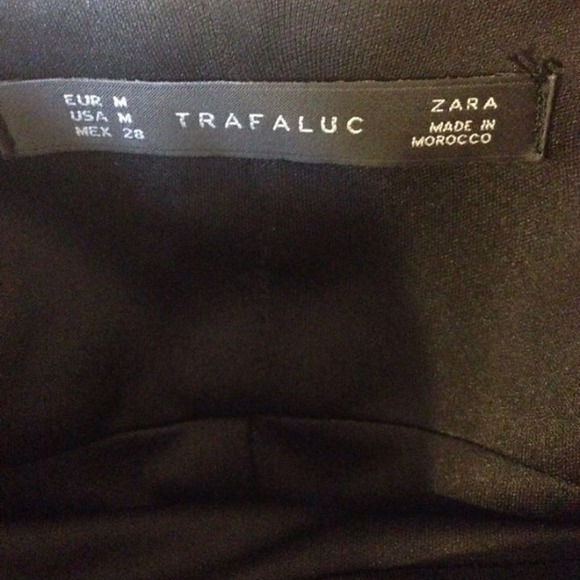 EUR M
USA M
MEX 28
TRAFALUC
ZARA
MADE IN
MOROCCO